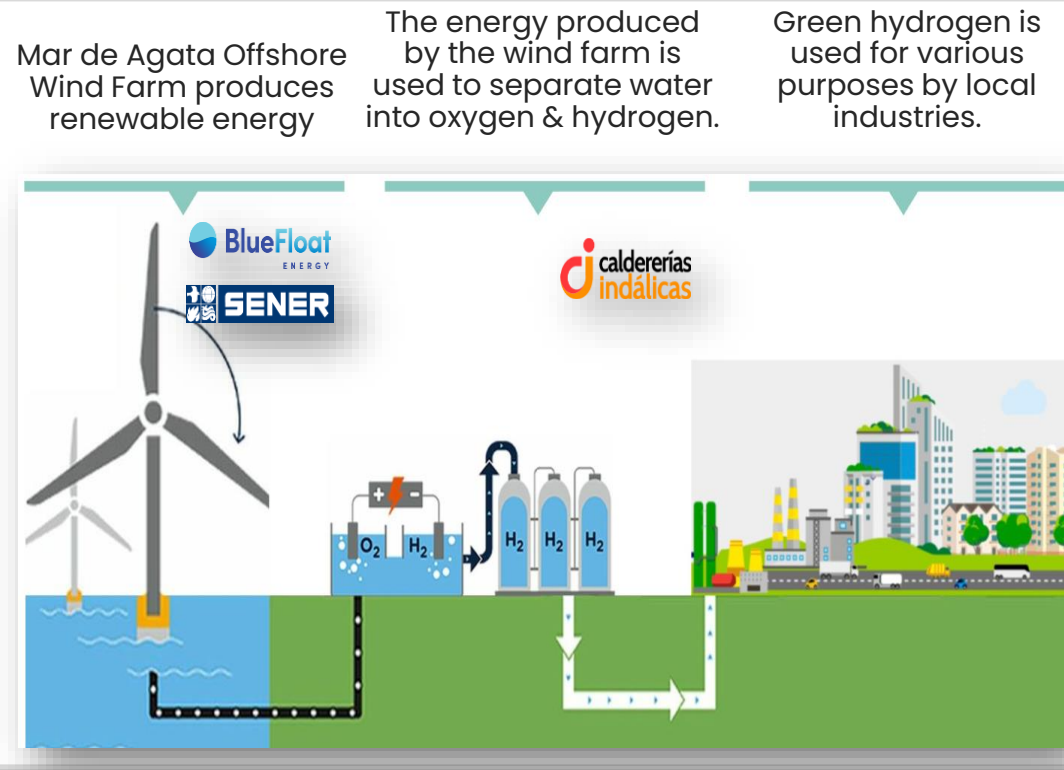 Mar de Agata Offshore
Wind Farm produces
renewable energy
The energy produced
by the wind farm is
used to separate water
into oxygen & hydrogen.
Green hydrogen is
used for various
purposes by local
industries.
BlueFloat
ENERGY
SENER
caldererías
indálicas
+ -
O₂ H₂
H₂ H₂ H₂